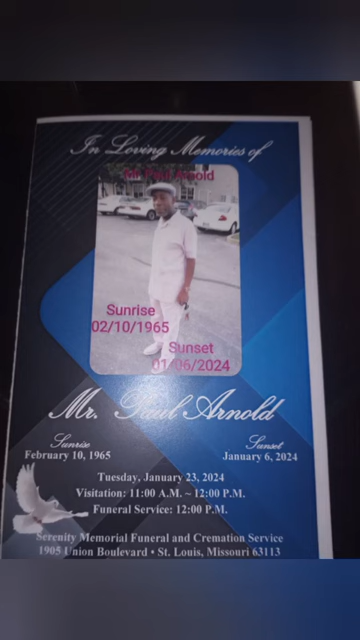 In Loving Memories of
Mr Paul Arnold
Sunrise
02/10/1965
Sunset
01/06/2024
Mr. Paul Arnold
Sunrise
February 10, 1965
Sunset
January 6, 2024
Tuesday, January 23, 2024
Visitation: 11:00 A.M. ~ 12:00 P.M.
Funeral Service: 12:00 P.M.
Serenity Memorial Funeral and Cremation Service
1905 Union Boulevard • St. Louis, Missouri 63113